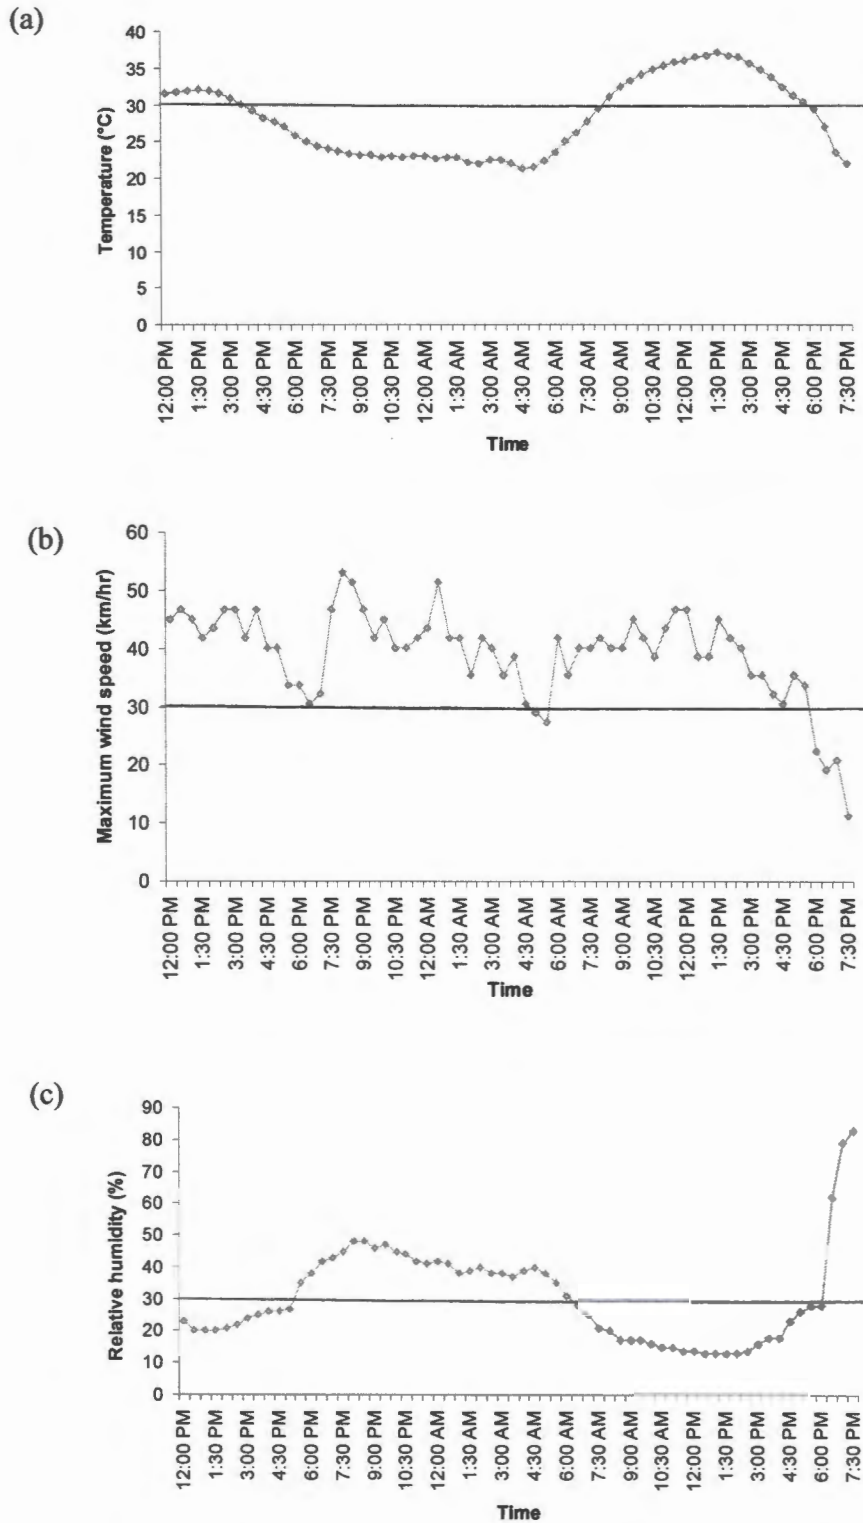 (a)
Temperature (°C)
40
35
30
25
20
15
10
5
0
12:00 PM
1:30 PM
3:00 PM
4:30 PM
6:00 PM
7:30 PM
9:00 PM
10:30 PM
12:00 AM
1:30 AM
3:00 AM
4:30 AM
6:00 AM
7:30 AM
9:00 AM
10:30 AM
12:00 PM
1:30 PM
3:00 PM
4:30 PM
6:00 PM
7:30 PM
Time
(b)
Maximum wind speed (km/hr)
60
50
40
30
20
10
0
12:00 PM
1:30 PM
3:00 PM
4:30 PM
6:00 PM
7:30 PM
9:00 PM
10:30 PM
12:00 AM
1:30 AM
3:00 AM
4:30 AM
6:00 AM
7:30 AM
9:00 AM
10:30 AM
12:00 PM
1:30 PM
3:00 PM
4:30 PM
6:00 PM
7:30 PM
Time
(c)
Relative humidity (%)
90
80
70
60
50
40
30
20
10
0
12:00 PM
1:30 PM
3:00 PM
4:30 PM
6:00 PM
7:30 PM
9:00 PM
10:30 PM
12:00 AM
1:30 AM
3:00 AM
4:30 AM
6:00 AM
7:30 AM
9:00 AM
10:30 AM
12:00 PM
1:30 PM
3:00 PM
4:30 PM
6:00 PM
7:30 PM
Time